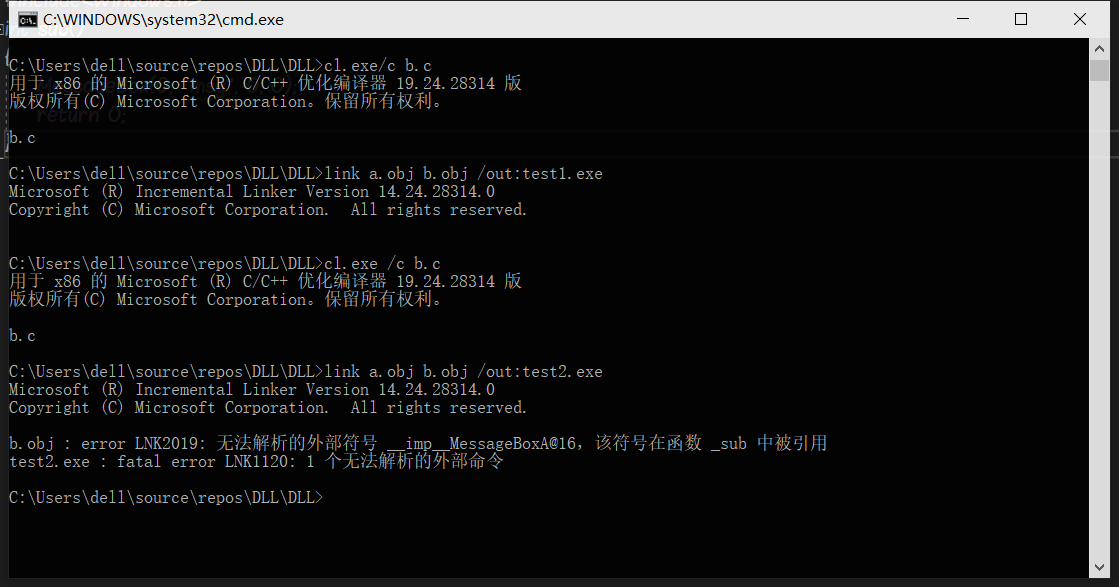 C:\WINDOWS\system32\cmd.exe
C:\Users\dell\source\repos\DLL\DLL>cl.exe/c b.c
用于 x86 的 Microsoft (R) C/C++ 优化编译器 19.24.28314 版
版权所有(C) Microsoft Corporation。保留所有权利。
return 0;
b.c
C:\Users\dell\source\repos\DLL\DLL>link a.obj b.obj /out:test1.exe
Microsoft (R) Incremental Linker Version 14.24.28314.0
Copyright (C) Microsoft Corporation.  All rights reserved.
C:\Users\dell\source\repos\DLL\DLL>cl.exe /c b.c
用于 x86 的 Microsoft (R) C/C++ 优化编译器 19.24.28314 版
版权所有(C) Microsoft Corporation。保留所有权利。
b.c
C:\Users\dell\source\repos\DLL\DLL>link a.obj b.obj /out:test2.exe
Microsoft (R) Incremental Linker Version 14.24.28314.0
Copyright (C) Microsoft Corporation.  All rights reserved.
b.obj : error LNK2019: 无法解析的外部符号 __imp__MessageBoxA@16，该符号在函数 _sub 中被引用
test2.exe : fatal error LNK1120: 1 个无法解析的外部命令
C:\Users\dell\source\repos\DLL\DLL>